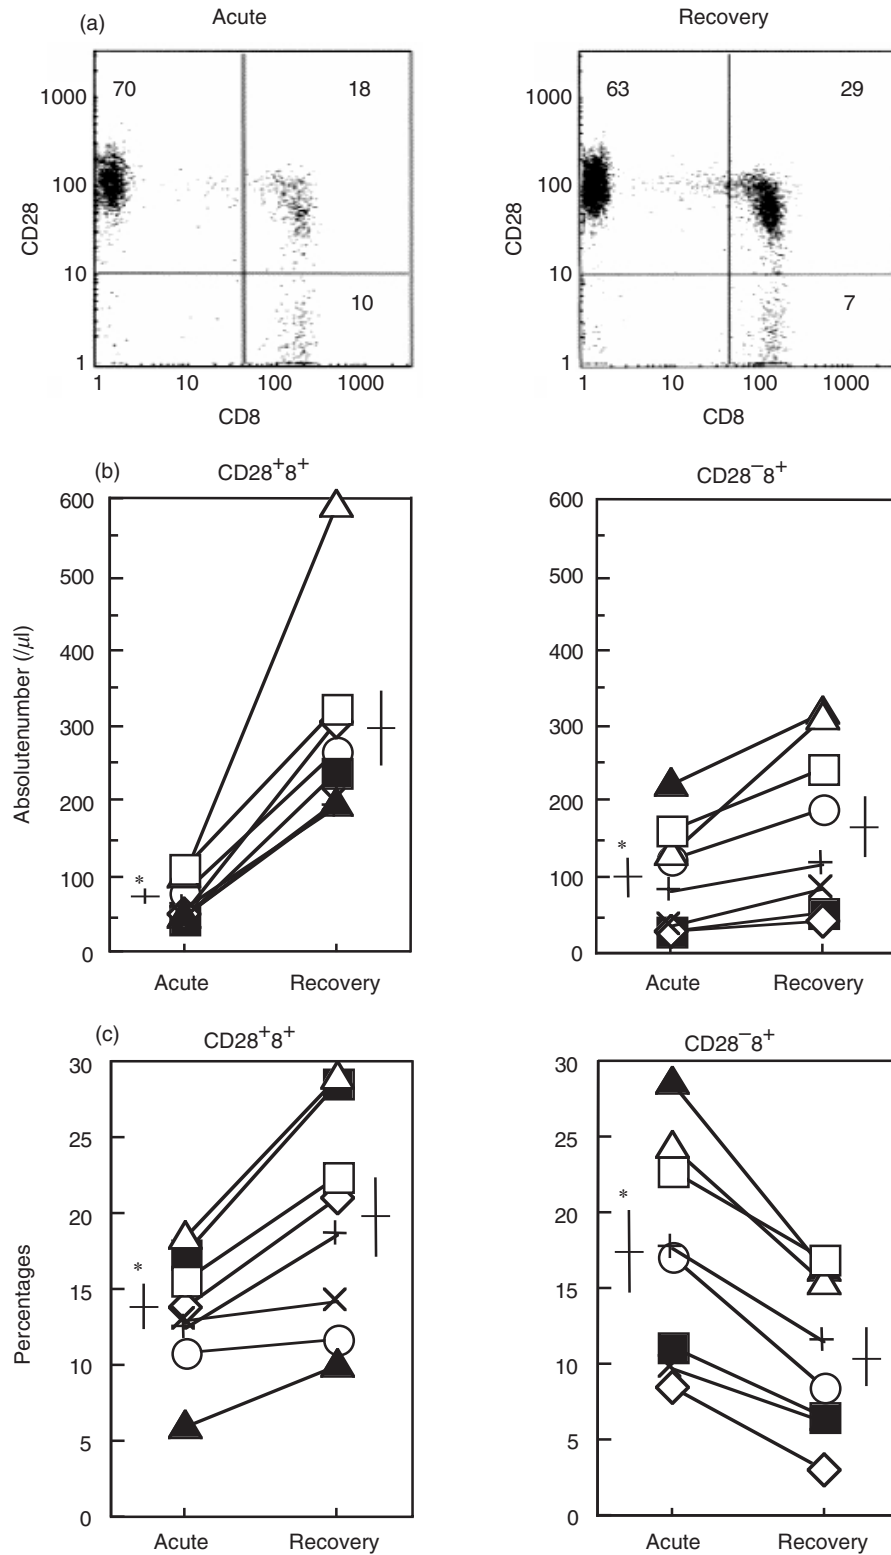 (a) Acute Recovery
1000 70 18 1000 63 29
100 100
CD28 CD28
10 10
10 7
1 1
1 10 100 1000 1 10 100 1000
CD8 CD8
(b) CD28⁺8⁺ CD28⁻8⁺
600 600
500 500
400 400
300 300
200 200
* *
100 100
0 0
Absolutenumber (/µl)
Acute Recovery Acute Recovery
(c) CD28⁺8⁺ CD28⁻8⁺
30 30
25 25
20 * 20
* 15 15
10 10
5 5
0 0
Percentages
Acute Recovery Acute Recovery